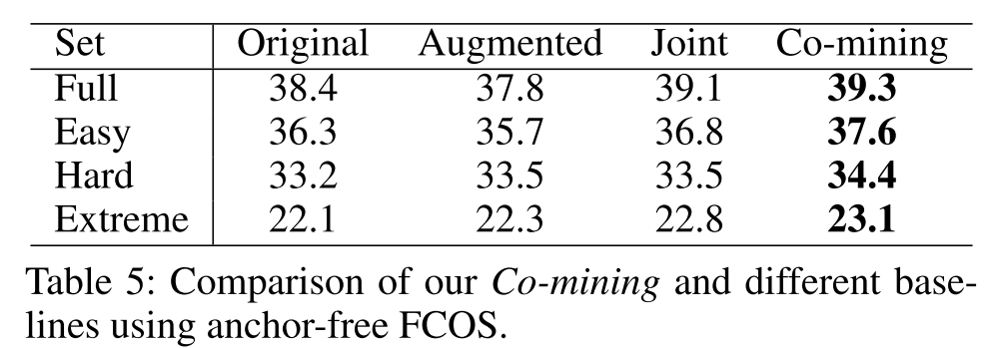 Set Original Augmented Joint Co-mining
Full 38.4 37.8 39.1 39.3
Easy 36.3 35.7 36.8 37.6
Hard 33.2 33.5 33.5 34.4
Extreme 22.1 22.3 22.8 23.1
Table 5: Comparison of our Co-mining and different base-
lines using anchor-free FCOS.